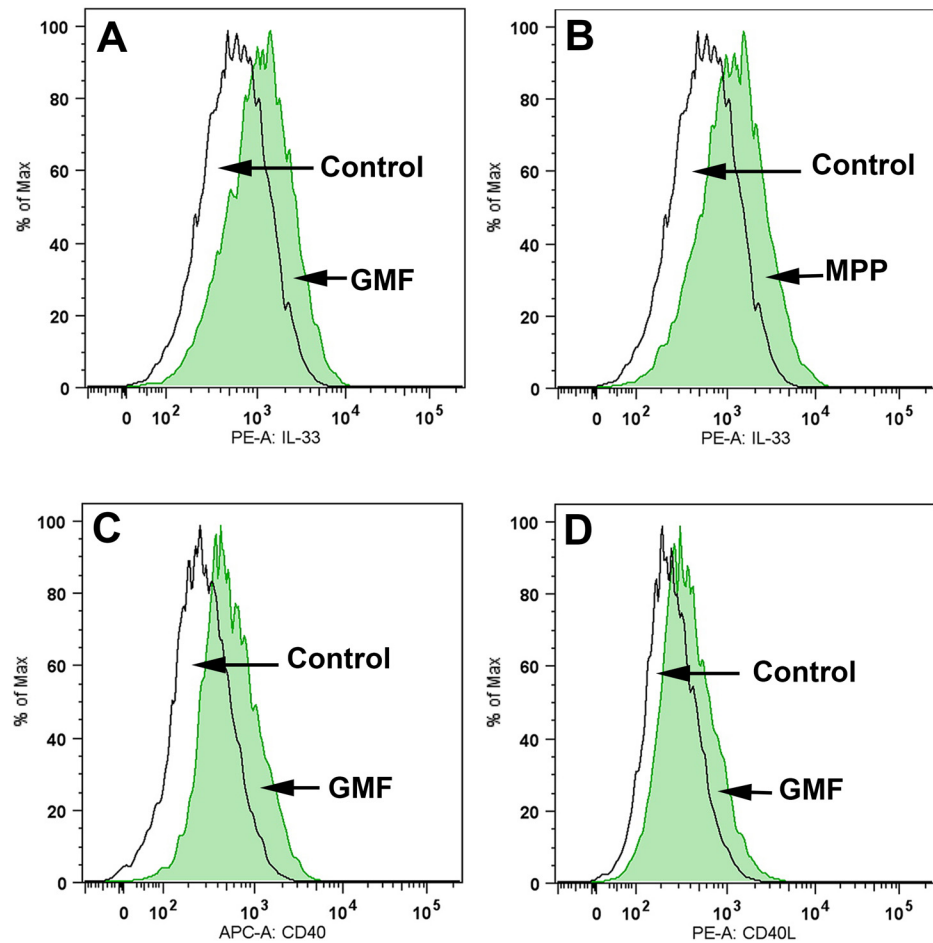 A
% of Max
100
80
60
40
20
0
Control
GMF
0 10² 10³ 10⁴ 10⁵
PE-A: IL-33
B
% of Max
100
80
60
40
20
0
Control
MPP
0 10² 10³ 10⁴ 10⁵
PE-A: IL-33
C
% of Max
100
80
60
40
20
0
Control
GMF
0 10² 10³ 10⁴ 10⁵
APC-A: CD40
D
% of Max
100
80
60
40
20
0
Control
GMF
0 10² 10³ 10⁴ 10⁵
PE-A: CD40L